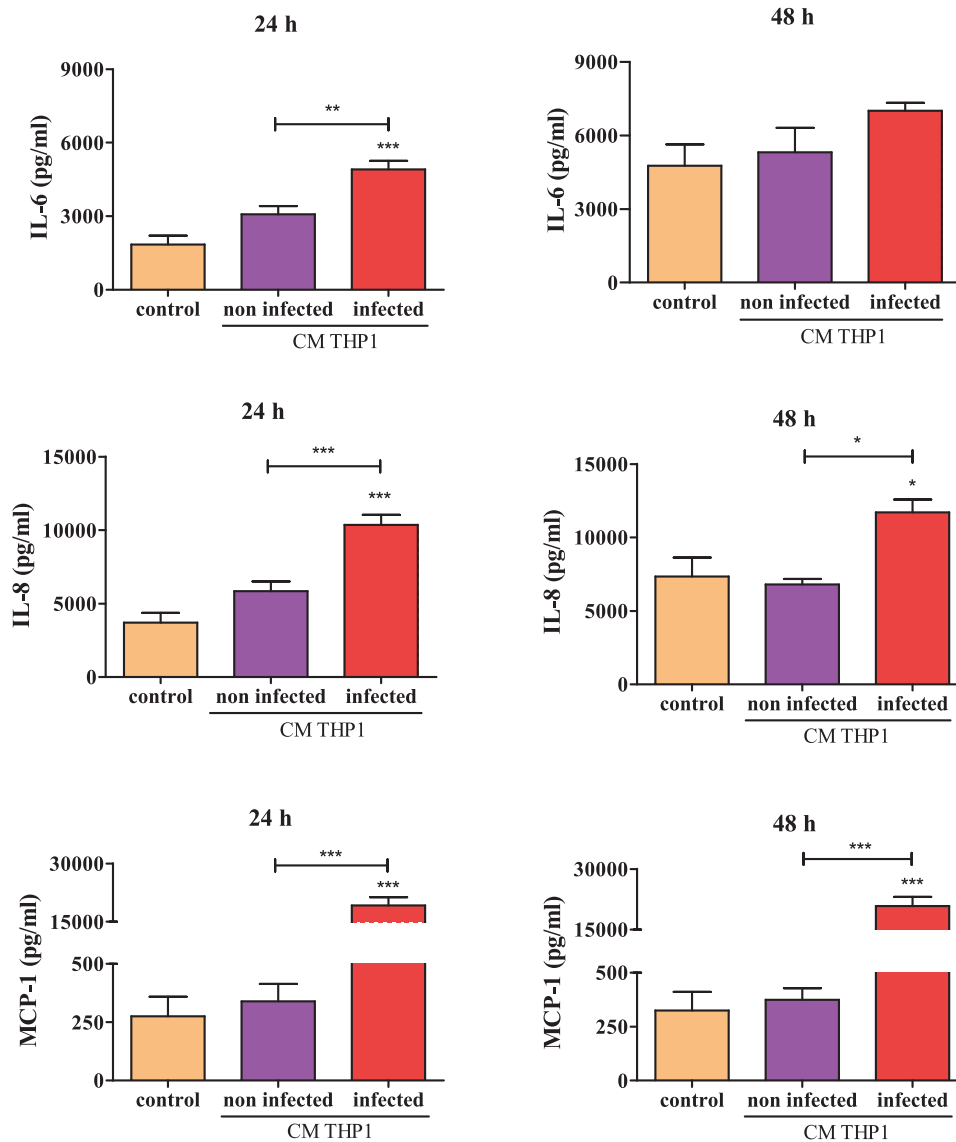 24 h
9000
6000
3000
0
IL-6 (pg/ml)
**
***
control non infected infected
CM THP1
48 h
9000
6000
3000
0
IL-6 (pg/ml)
control non infected infected
CM THP1
24 h
15000
10000
5000
0
IL-8 (pg/ml)
***
***
control non infected infected
CM THP1
48 h
15000
10000
5000
0
IL-8 (pg/ml)
*
*
control non infected infected
CM THP1
24 h
30000
15000
500
250
0
MCP-1 (pg/ml)
***
***
control non infected infected
CM THP1
48 h
30000
15000
500
250
0
MCP-1 (pg/ml)
***
***
control non infected infected
CM THP1